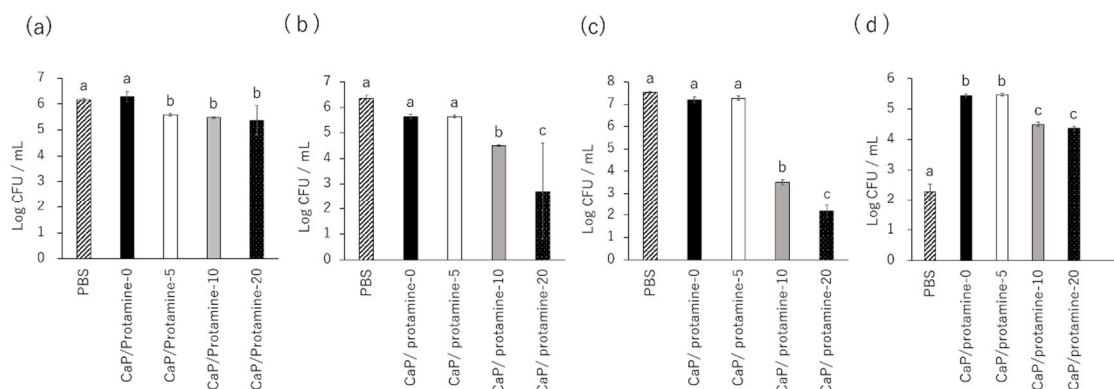 (a)
Log CFU / mL
7
6
5
4
3
2
1
0
a
a
b
b
b
PBS
CaP/Protamine-0
CaP/Protamine-5
CaP/Protamine-10
CaP/Protamine-20
( b )
Log CFU / mL
7
6
5
4
3
2
1
0
a
a
a
b
c
PBS
CaP/ protamine-0
CaP/ protamine-5
CaP/ protamine-10
CaP/ protamine-20
(c)
Log CFU / mL
8
7
6
5
4
3
2
1
0
a
a
a
b
c
PBS
CaP/ protamine-0
CaP/ protamine-5
CaP/ protamine-10
CaP/ protamine-20
( d )
Log CFU / mL
6
5
4
3
2
1
0
a
b
b
c
c
PBS
CaP/protamine-0
CaP/protamine-5
CaP/protamine-10
CaP/protamine-20